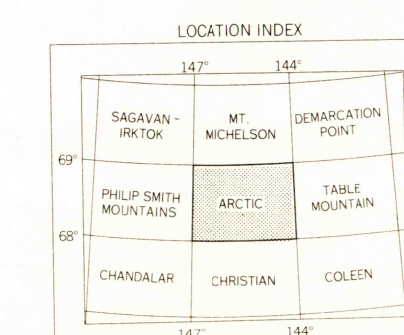 LOCATION INDEX
147° 144°
SAGAVAN-
IRKTOK
MT.
MICHELSON
DEMARCATION
POINT
69°
PHILIP SMITH
MOUNTAINS
ARCTIC
TABLE
MOUNTAIN
68°
CHANDALAR
CHRISTIAN
COLEEN
147° 144°